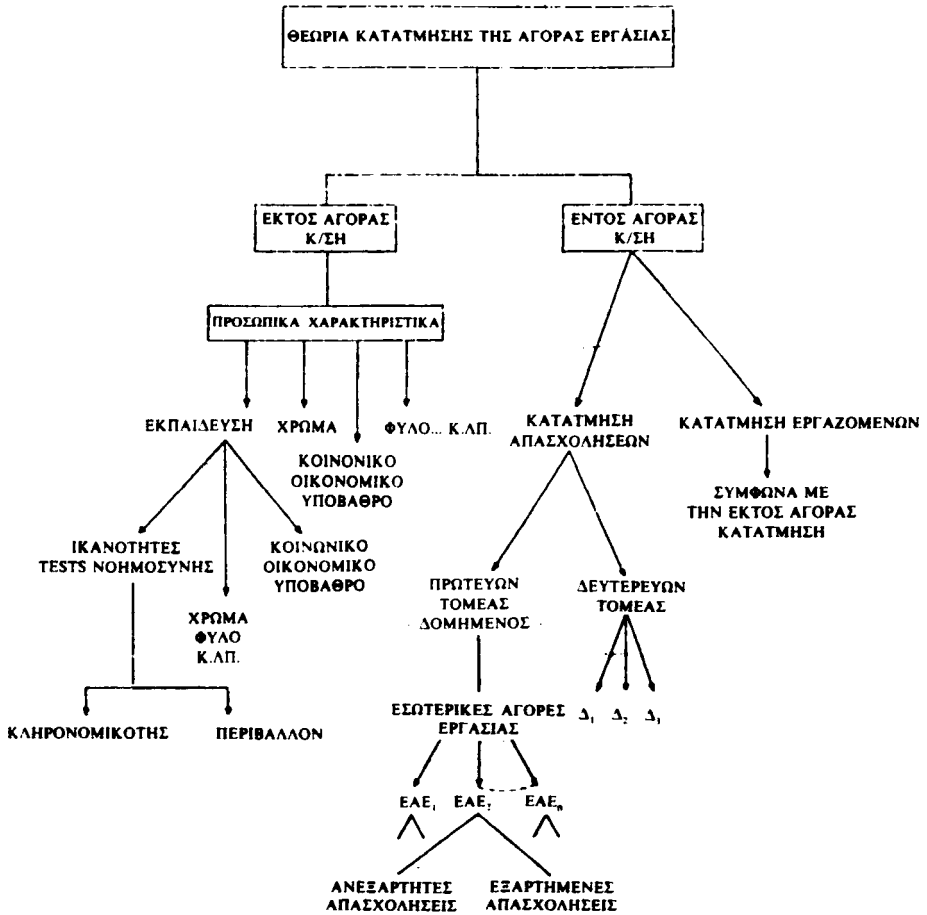 ΘΕΩΡΙΑ ΚΑΤΑΤΜΗΣΗΣ ΤΗΣ ΑΓΟΡΑΣ ΕΡΓΑΣΙΑΣ
ΕΚΤΟΣ ΑΓΟΡΑΣ
Κ/ΣΗ
ΕΝΤΟΣ ΑΓΟΡΑΣ
Κ/ΣΗ
ΠΡΟΣΩΠΙΚΑ ΧΑΡΑΚΤΗΡΙΣΤΙΚΑ
ΕΚΠΑΙΔΕΥΣΗ
ΧΡΩΜΑ
ΚΟΙΝΟΝΙΚΟ
ΟΙΚΟΝΟΜΙΚΟ
ΥΠΟΒΑΘΡΟ
ΦΥΛΟ... Κ.ΛΠ.
ΚΑΤΑΤΜΗΣΗ
ΑΠΑΣΧΟΛΗΣΕΩΝ
ΚΑΤΑΤΜΗΣΗ ΕΡΓΑΖΟΜΕΝΩΝ
ΣΥΜΦΩΝΑ ΜΕ
ΤΗΝ ΕΚΤΟΣ ΑΓΟΡΑΣ
ΚΑΤΑΤΜΗΣΗ
ΙΚΑΝΟΤΗΤΕΣ
TESTS ΝΟΗΜΟΣΥΝΗΣ
ΧΡΩΜΑ
ΦΥΛΟ
Κ.ΛΠ.
ΚΟΙΝΩΝΙΚΟ
ΟΙΚΟΝΟΜΙΚΟ
ΥΠΟΒΑΘΡΟ
ΠΡΩΤΕΥΩΝ
ΤΟΜΕΑΣ
ΔΟΜΗΜΕΝΟΣ
ΔΕΥΤΕΡΕΥΩΝ
ΤΟΜΕΑΣ
ΚΛΗΡΟΝΟΜΙΚΟΤΗΣ
ΠΕΡΙΒΑΛΛΟΝ
ΕΣΩΤΕΡΙΚΕΣ ΑΓΟΡΕΣ
ΕΡΓΑΣΙΑΣ
Δ₁ Δ₂ Δ₃
ΕΑΕ₁ ΕΑΕ₂ ΕΑΕₙ
ΑΝΕΞΑΡΤΗΤΕΣ
ΑΠΑΣΧΟΛΗΣΕΙΣ
ΕΞΑΡΤΗΜΕΝΕΣ
ΑΠΑΣΧΟΛΗΣΕΙΣ